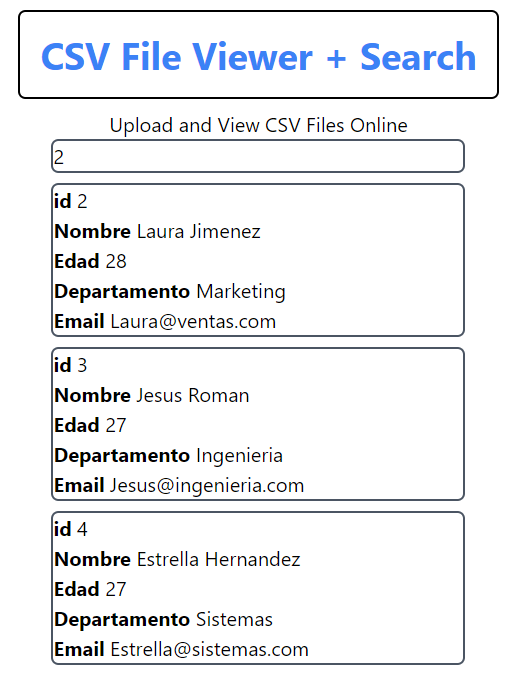 CSV File Viewer + Search
Upload and View CSV Files Online
2
id 2
Nombre Laura Jimenez
Edad 28
Departamento Marketing
Email Laura@ventas.com
id 3
Nombre Jesus Roman
Edad 27
Departamento Ingenieria
Email Jesus@ingenieria.com
id 4
Nombre Estrella Hernandez
Edad 27
Departamento Sistemas
Email Estrella@sistemas.com